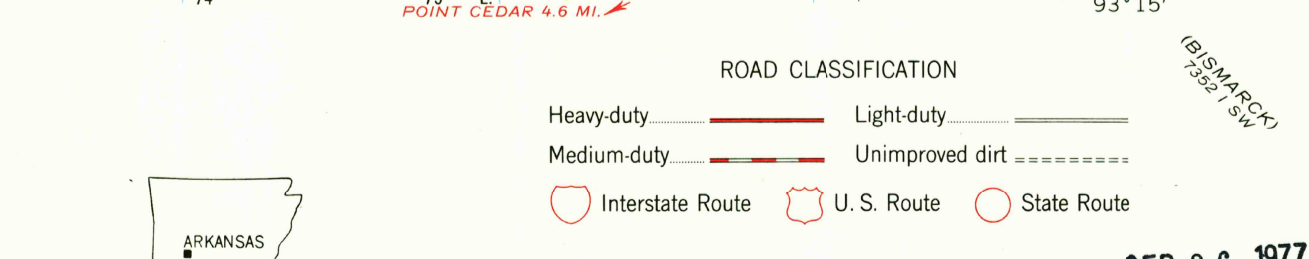 POINT CEDAR 4.6 MI.
93°15'
ROAD CLASSIFICATION
Heavy-duty
Light-duty
Medium-duty
Unimproved dirt
Interstate Route
U. S. Route
State Route
(BISMARCK)
7352 I SW
ARKANSAS
1977